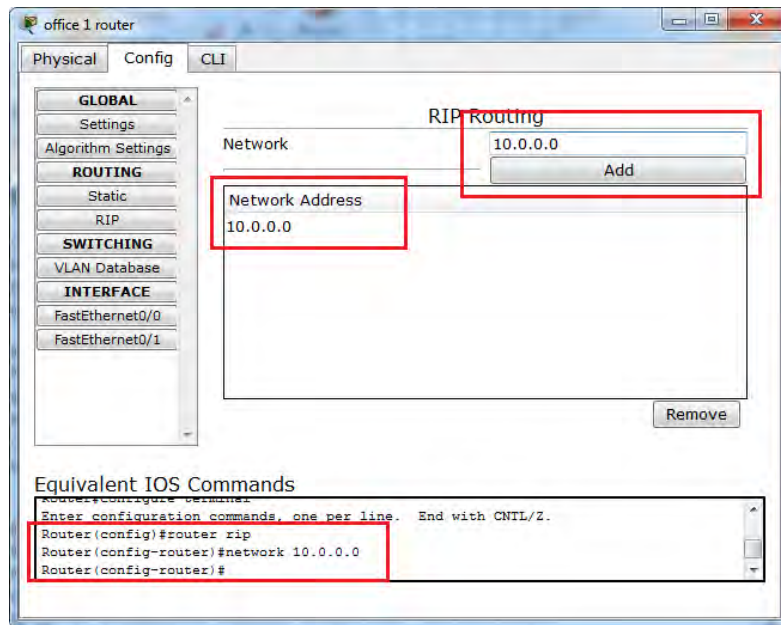 office 1 router
Physical Config CLI
GLOBAL
Settings
Algorithm Settings
ROUTING
Static
RIP
SWITCHING
VLAN Database
INTERFACE
FastEthernet0/0
FastEthernet0/1
RIP Routing
Network 10.0.0.0
Add
Network Address
10.0.0.0
Remove
Equivalent IOS Commands
Router#configure terminal
Enter configuration commands, one per line. End with CNTL/Z.
Router(config)#router rip
Router(config-router)#network 10.0.0.0
Router(config-router)#